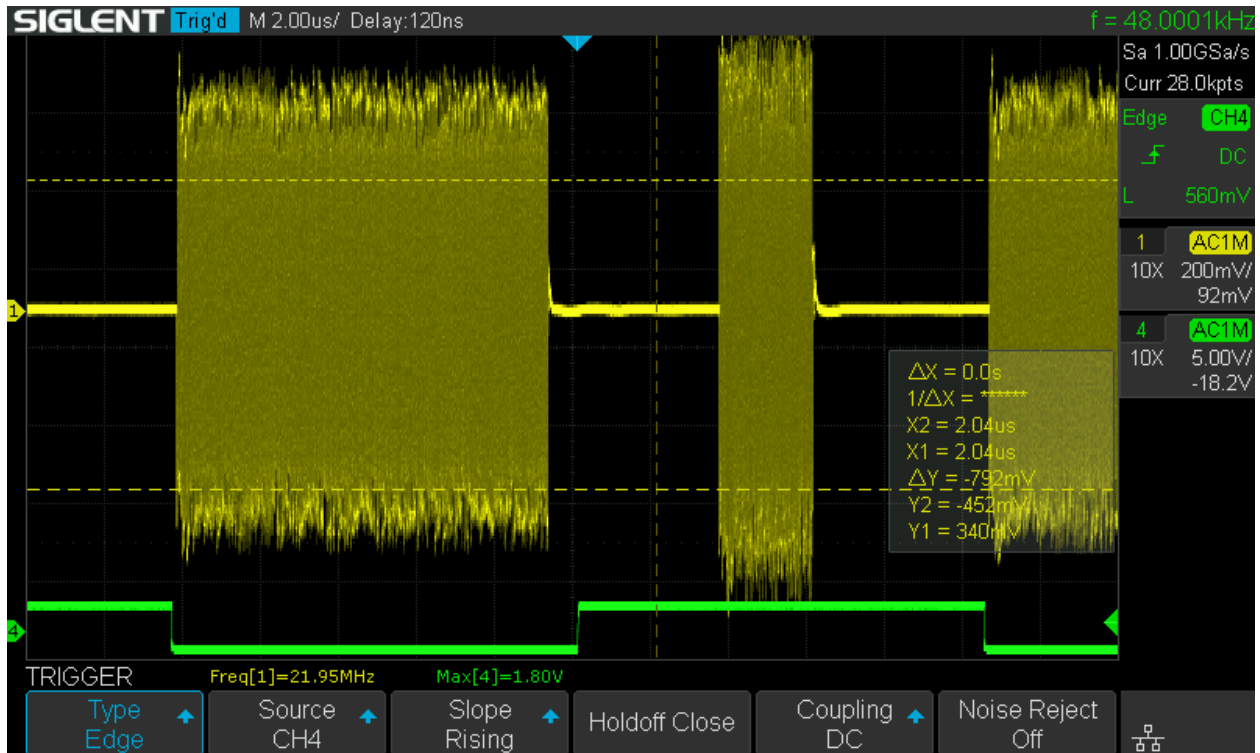 SIGLENT Trig'd M 2.00us/ Delay:120ns f = 48.0001kHz
Sa 1.00GSa/s
Curr 28.0kpts
Edge CH4
DC
L 560mV
1 AC1M
10X 200mV/
92mV
4 AC1M
10X 5.00V/
-18.2V
1
ΔX = 0.0s
1/ΔX = ******
X2 = 2.04us
X1 = 2.04us
ΔY = -792mV
Y2 = -452mV
Y1 = 340mV
4
TRIGGER Freq[1]=21.95MHz Max[4]=1.80V
Type Source Slope Holdoff Close Coupling Noise Reject
Edge CH4 Rising DC Off